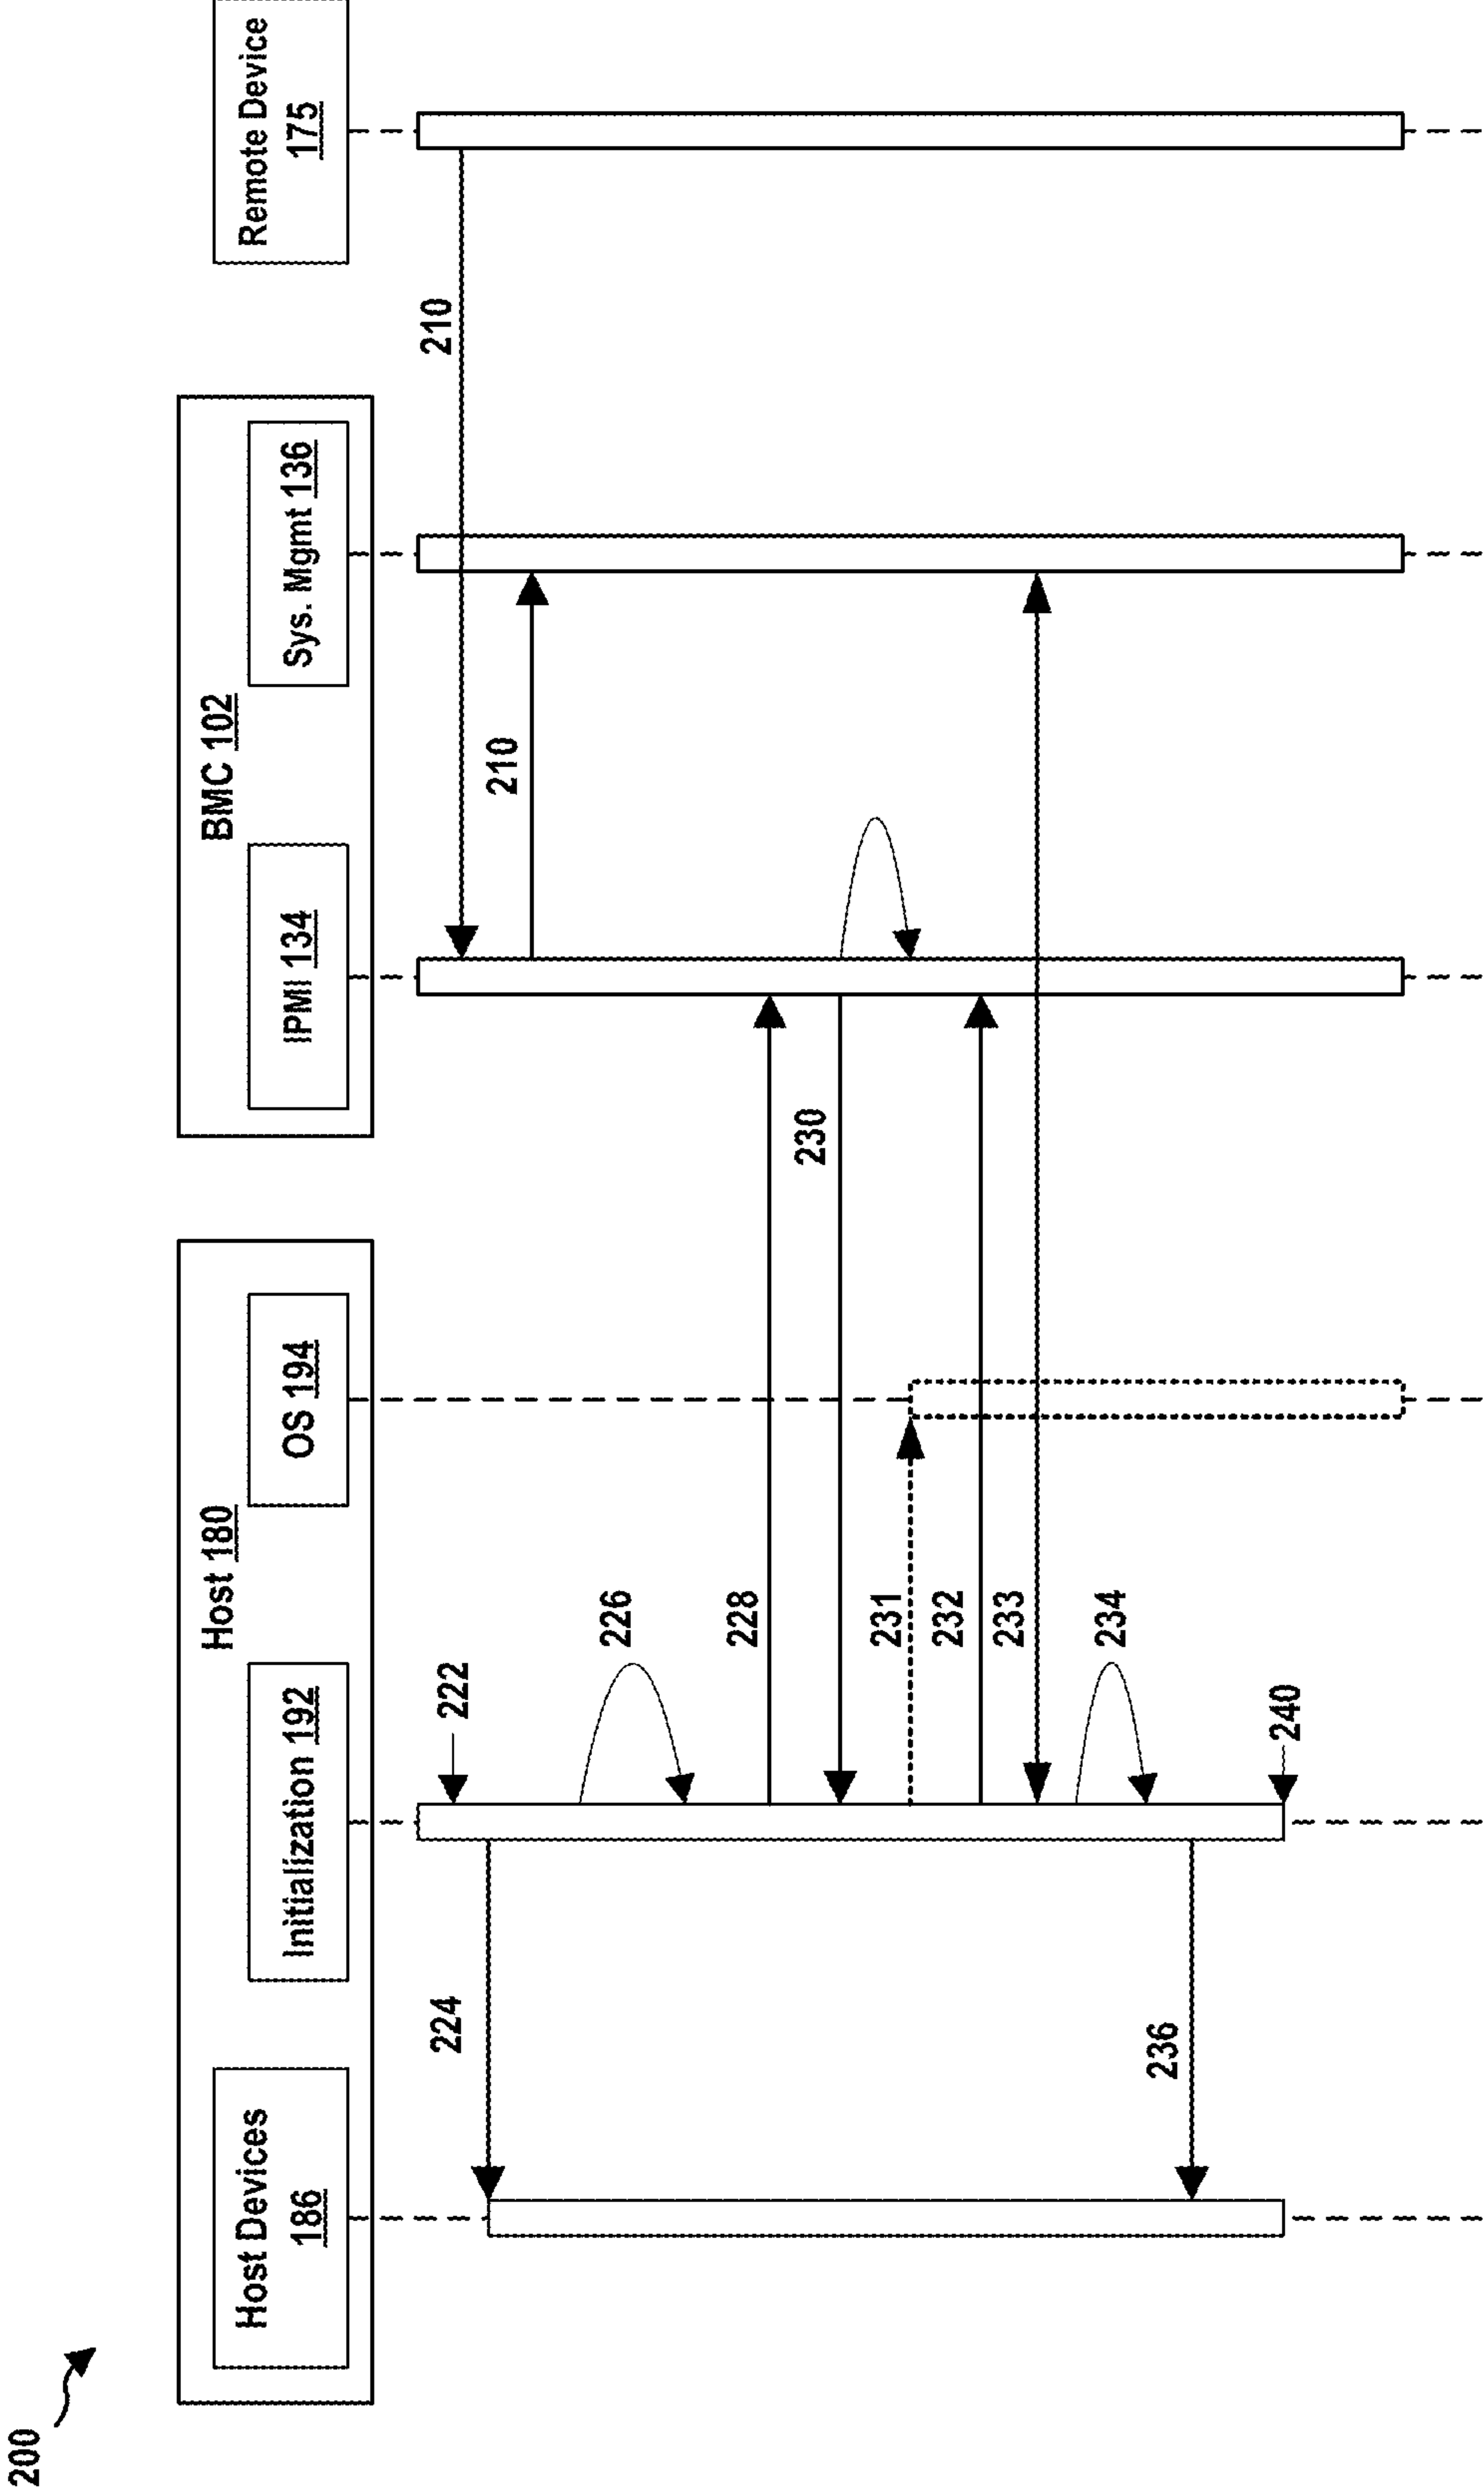 200
Host 180
BMC 102
Host Devices
186
Initialization 192
OS 194
IPMI 134
Sys. Mgmt 136
Remote Device
175
222
210
224
210
226
228
230
231
232
233
234
236
240